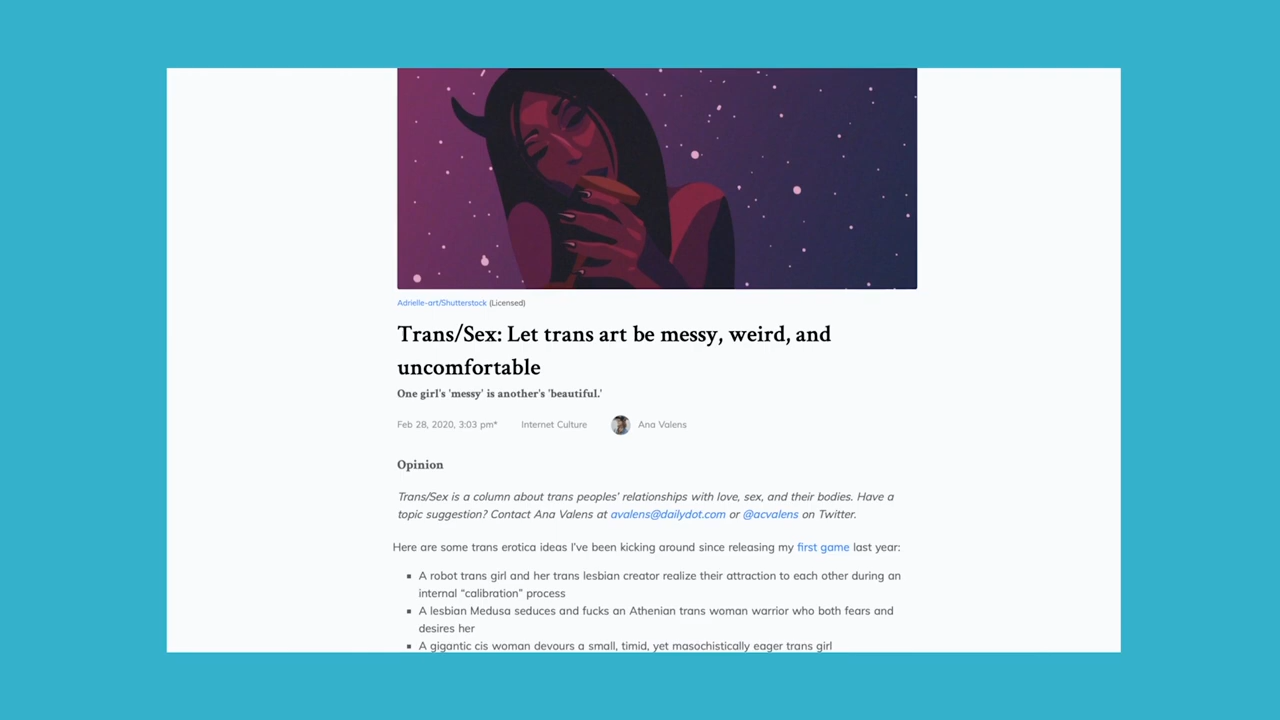 Adrielle-art/Shutterstock (Licensed)
Trans/Sex: Let trans art be messy, weird, and
uncomfortable
One girl's 'messy' is another's 'beautiful.'
Feb 28, 2020, 3:03 pm* Internet Culture Ana Valens
Opinion
Trans/Sex is a column about trans peoples' relationships with love, sex, and their bodies. Have a
topic suggestion? Contact Ana Valens at avalens@dailydot.com or @acvalens on Twitter.
Here are some trans erotica ideas I've been kicking around since releasing my first game last year:
▪ A robot trans girl and her trans lesbian creator realize their attraction to each other during an
internal “calibration” process
▪ A lesbian Medusa seduces and fucks an Athenian trans woman warrior who both fears and
desires her
▪ A gigantic cis woman devours a small, timid, yet masochistically eager trans girl